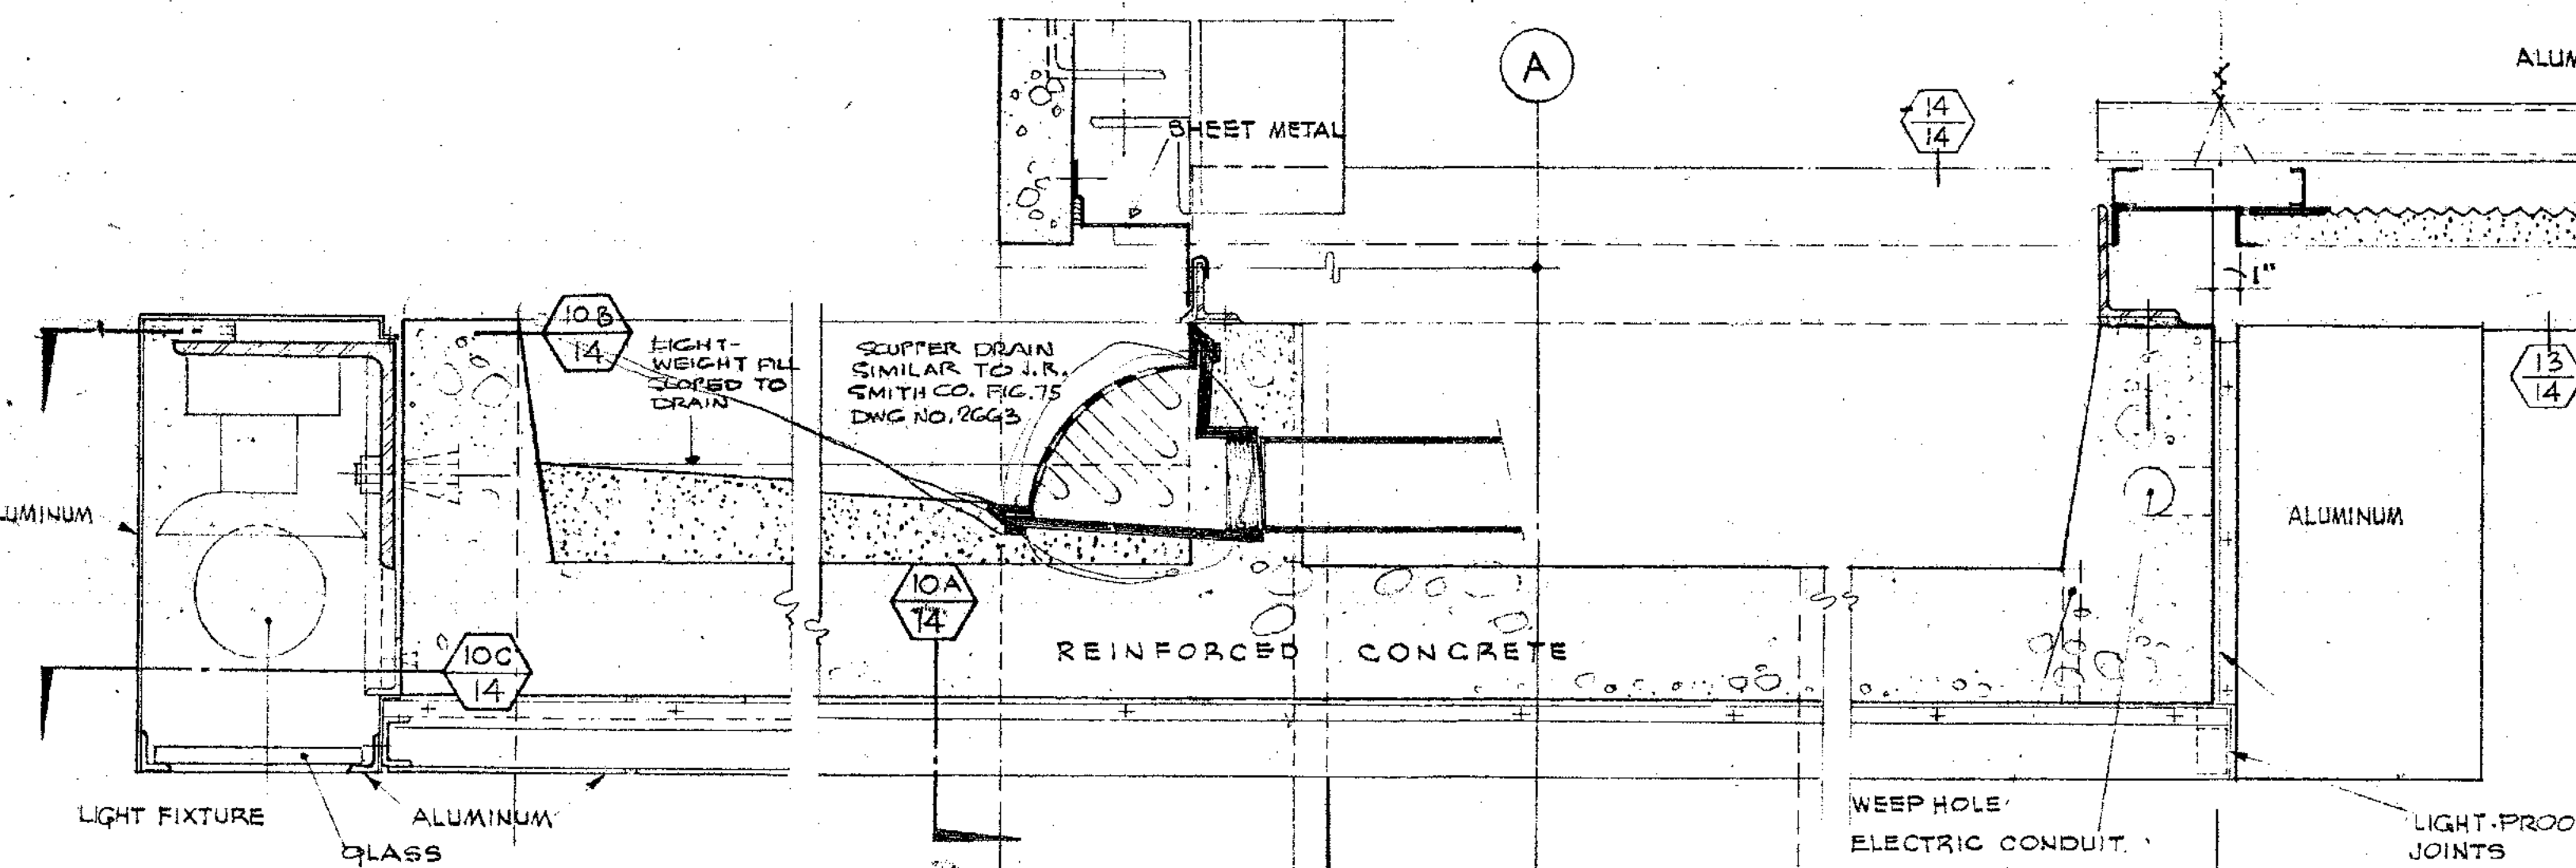 A
ALUM
14
14
SHEET METAL
1"
10B
14
LIGHT-
WEIGHT FILL
SLOPED TO
DRAIN
SCUPPER DRAIN
SIMILAR TO J.R.
SMITH CO. FIG. 75
DWG NO. 2663
13
14
LUMINUM
ALUMINUM
10A
14
REINFORCED CONCRETE
10C
14
LIGHT FIXTURE
ALUMINUM
GLASS
WEEP HOLE
ELECTRIC CONDUIT.
LIGHT-PROO
JOINTS